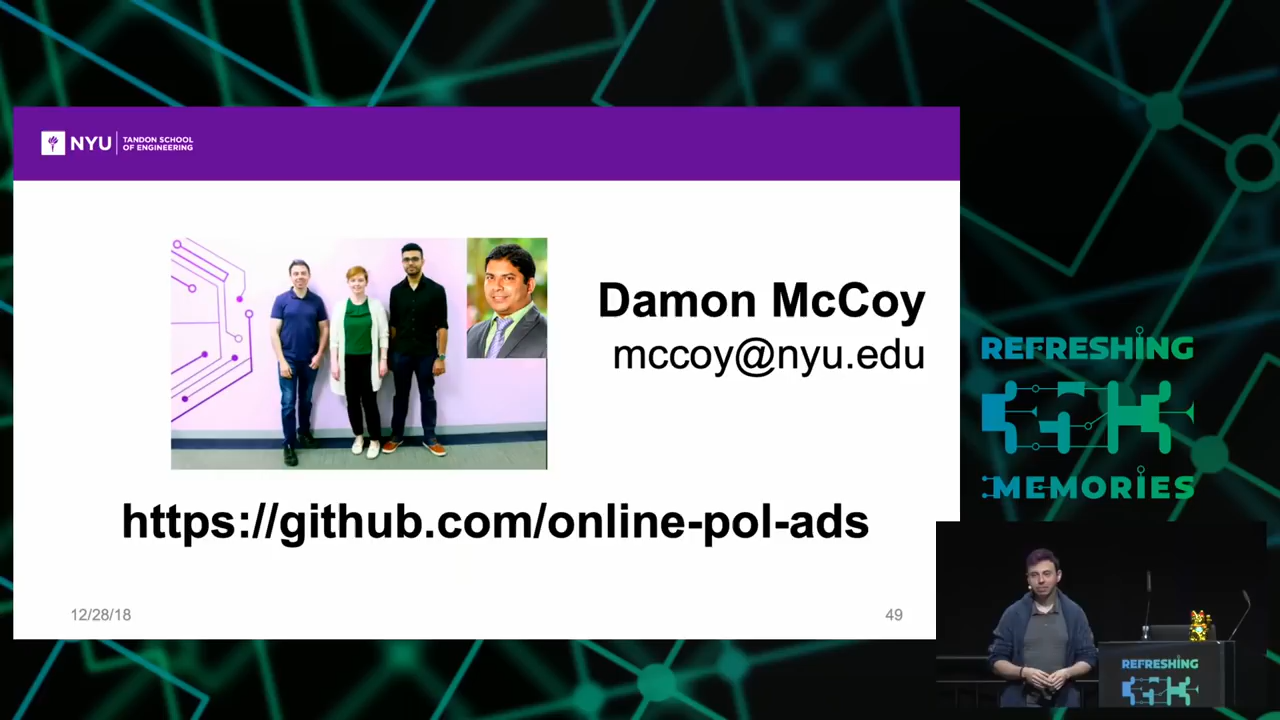 NYU
TANDON SCHOOL
OF ENGINEERING
Damon McCoy
mccoy@nyu.edu
https://github.com/online-pol-ads
12/28/18
49
REFRESHING
MEMORIES
REFRESHING